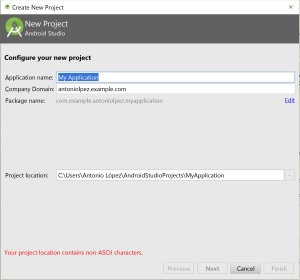 Create New Project
New Project
Android Studio
Configure your new project
Application name: My Application
Company Domain: antoniolpez.example.com
Package name: com.example.antoniolpez.myapplication Edit
Project location: C:\Users\Antonio López\AndroidStudioProjects\MyApplication ...
Your project location contains non-ASCII characters.
Previous Next Cancel Finish